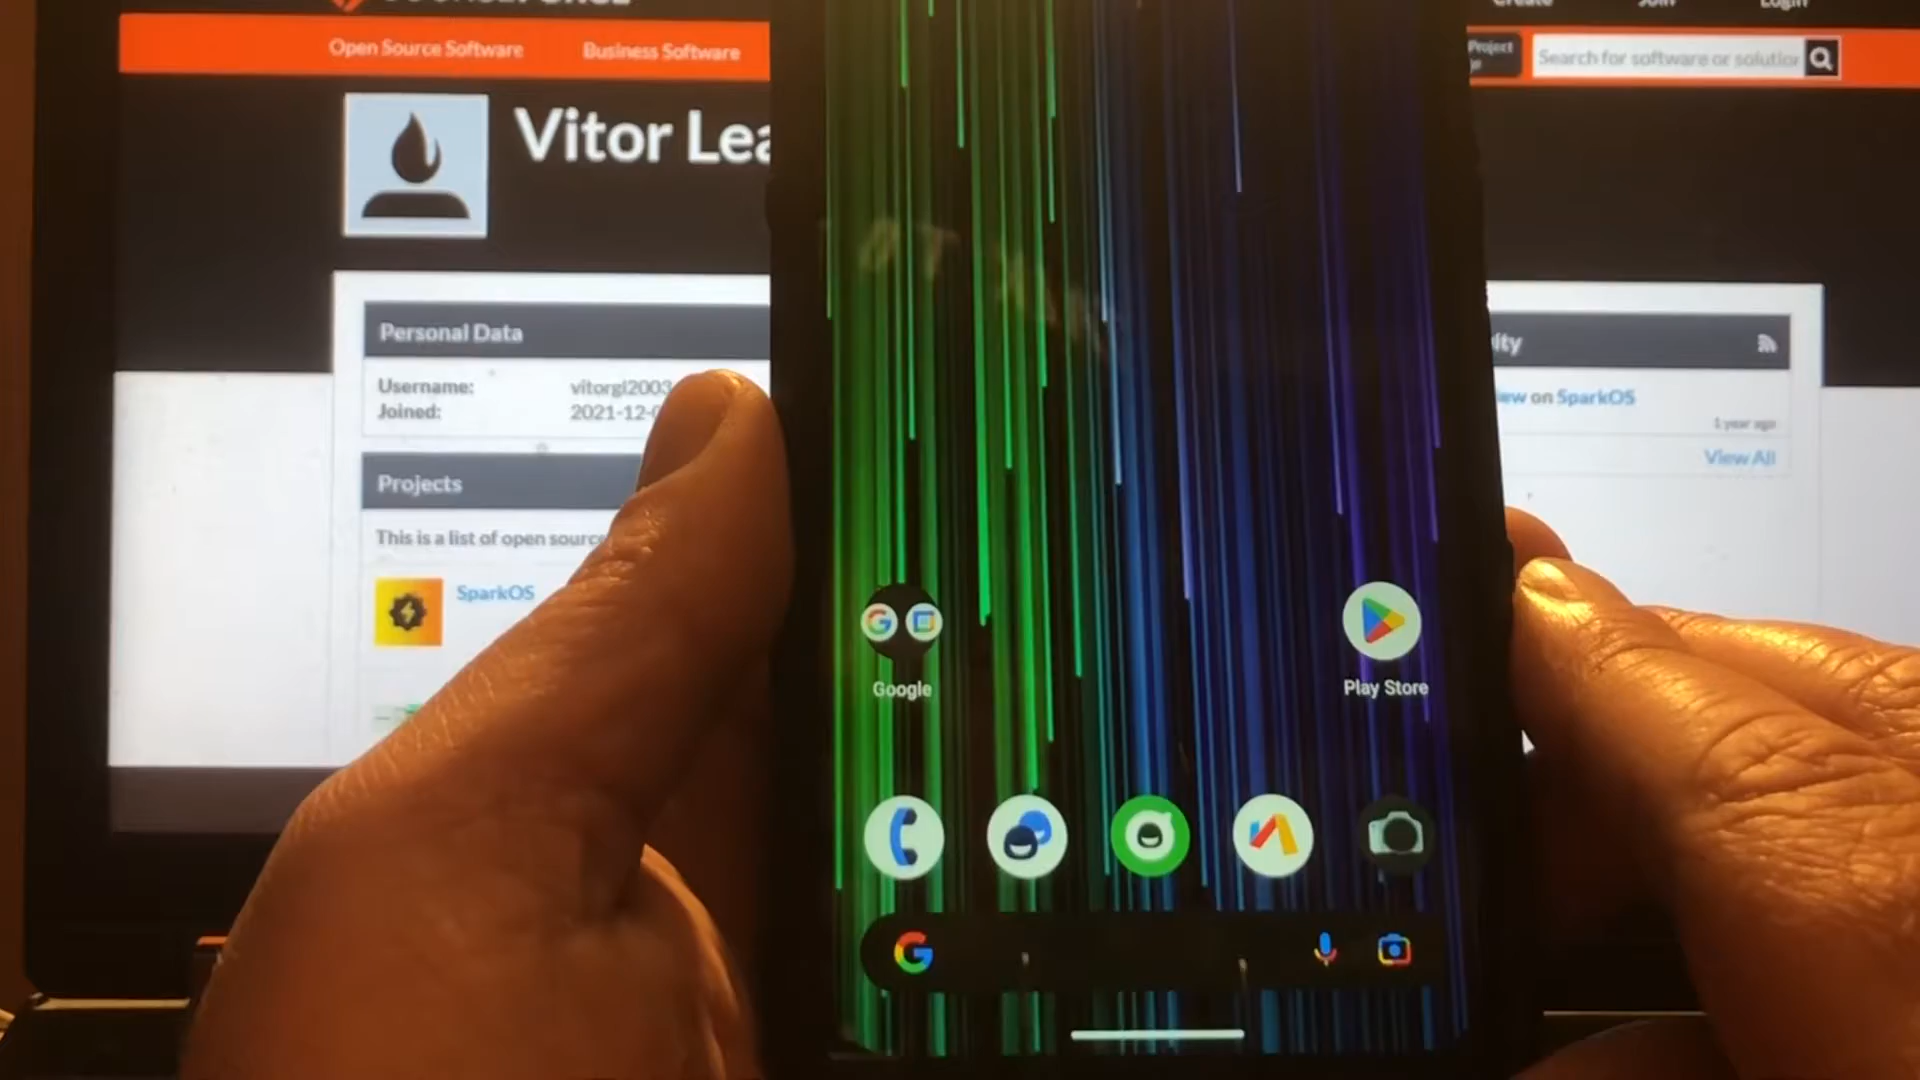 Create Join Login
Open Source Software Business Software
Project
Search for software or solution
Vitor Lea
Personal Data
Username: vitorgl2003
Joined: 2021-12-0
Projects
This is a list of open source
SparkOS
on SparkOS
1 year ago
View All
Google
Play Store